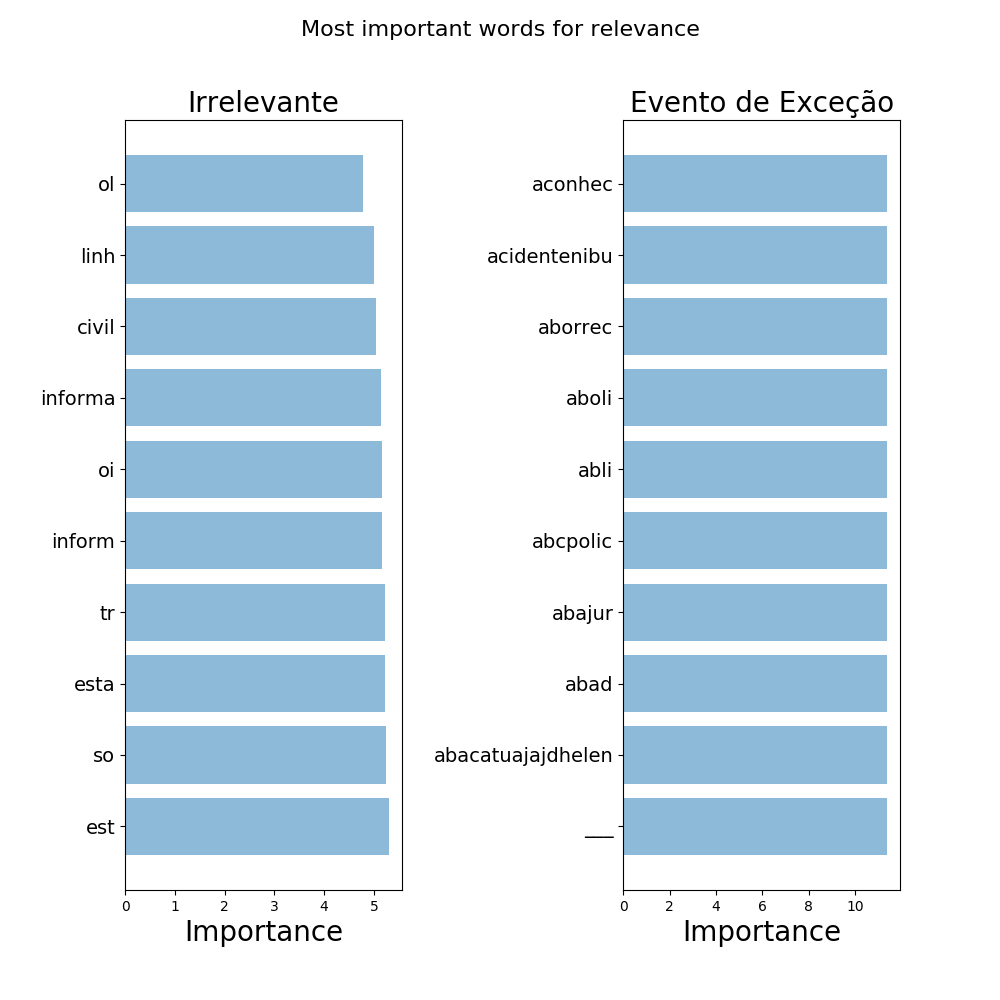 Most important words for relevance
Irrelevante
ol
linh
civil
informa
oi
inform
tr
esta
so
est
0 1 2 3 4 5
Importance
Evento de Exceção
aconhec
acidentenibu
aborrec
aboli
abli
abcpolic
abajur
abad
abacatuajajdhelen
___
0 2 4 6 8 10
Importance